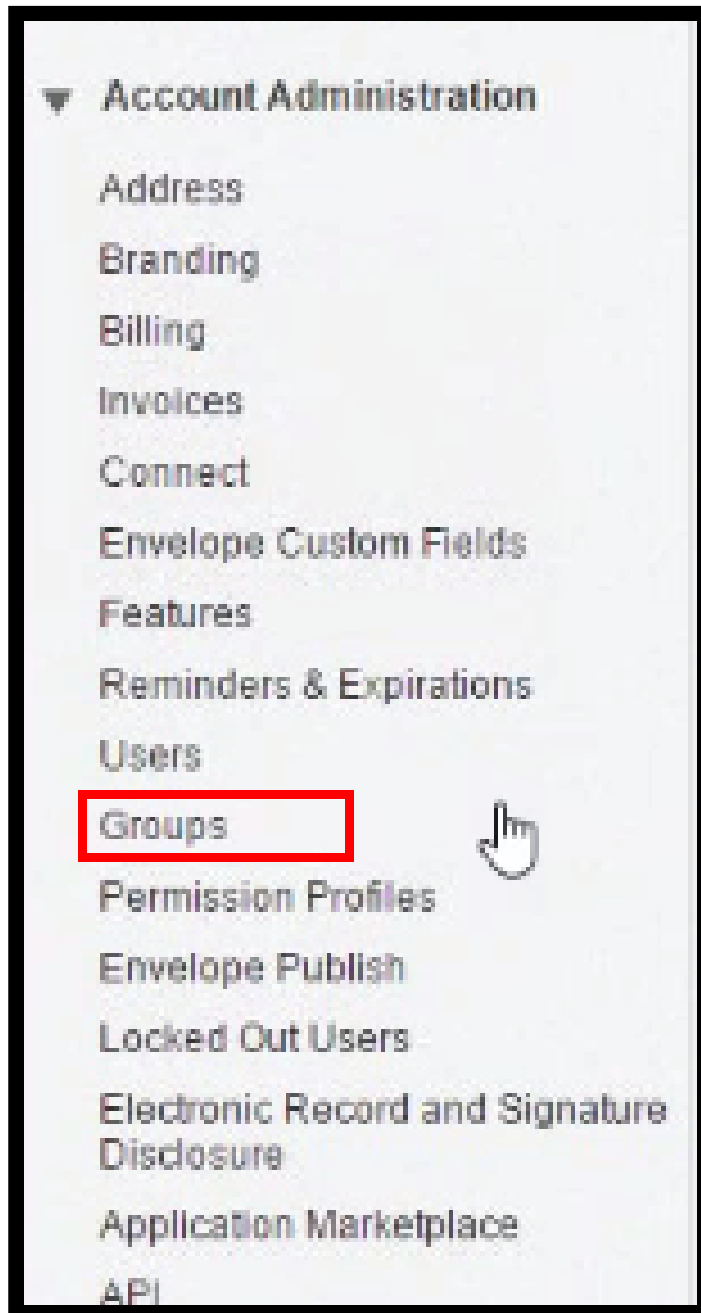 Account Administration
Address
Branding
Billing
Invoices
Connect
Envelope Custom Fields
Features
Reminders & Expirations
Users
Groups
Permission Profiles
Envelope Publish
Locked Out Users
Electronic Record and Signature
Disclosure
Application Marketplace
API